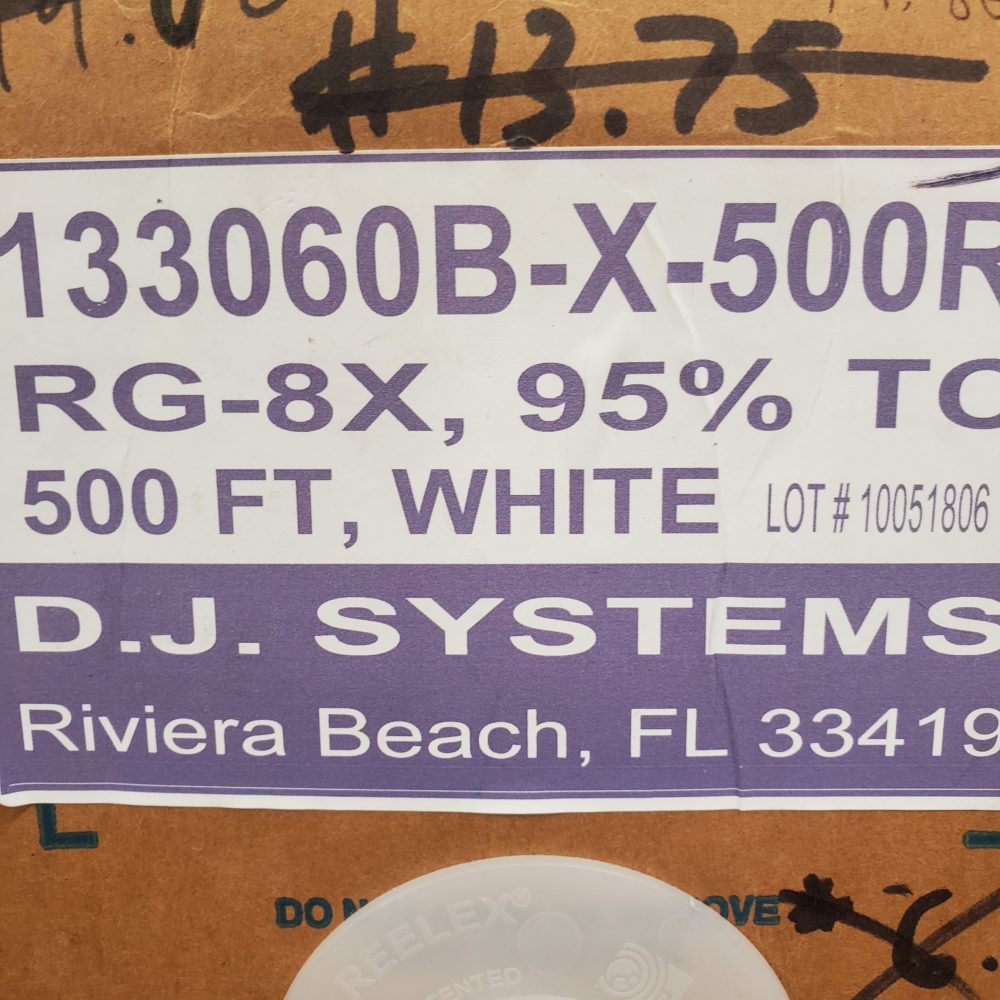 #13.75
133060B-X-500R
RG-8X, 95% TC
500 FT, WHITE LOT # 10051806
D.J. SYSTEMS
Riviera Beach, FL 33419
DO
REELEX®